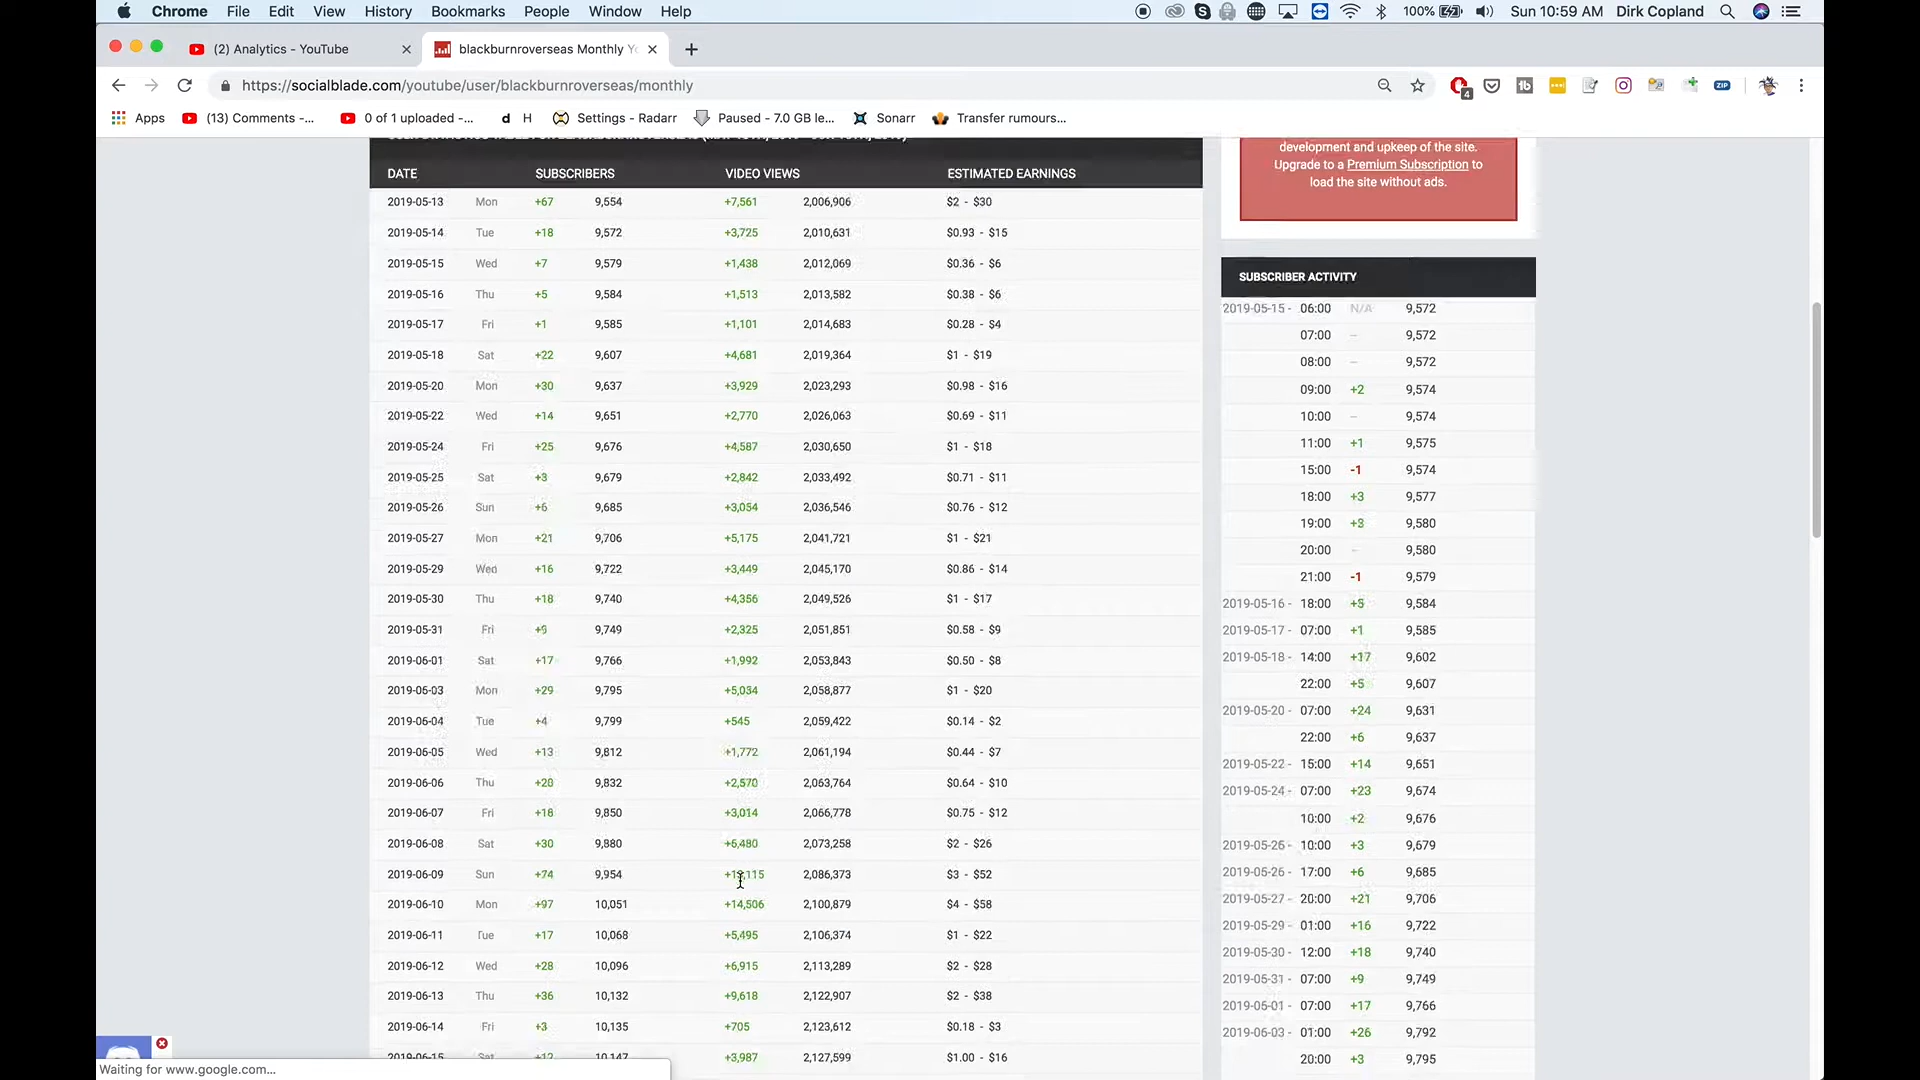 Chrome File Edit View History Bookmarks People Window Help 100% Sun 10:59 AM Dirk Copland
(2) Analytics - YouTube
blackburnroverseas Monthly Y
https://socialblade.com/youtube/user/blackburnroverseas/monthly
4
ZIP
Apps (13) Comments -... 0 of 1 uploaded -... d H Settings - Radarr Paused - 7.0 GB le... Sonarr Transfer rumours...
DATE SUBSCRIBERS VIDEO VIEWS ESTIMATED EARNINGS
2019-05-13 Mon +67 9,554 +7,561 2,006,906 $2 - $30
2019-05-14 Tue +18 9,572 +3,725 2,010,631 $0.93 - $15
2019-05-15 Wed +7 9,579 +1,438 2,012,069 $0.36 - $6
2019-05-16 Thu +5 9,584 +1,513 2,013,582 $0.38 - $6
2019-05-17 Fri +1 9,585 +1,101 2,014,683 $0.28 - $4
2019-05-18 Sat +22 9,607 +4,681 2,019,364 $1 - $19
2019-05-20 Mon +30 9,637 +3,929 2,023,293 $0.98 - $16
2019-05-22 Wed +14 9,651 +2,770 2,026,063 $0.69 - $11
2019-05-24 Fri +25 9,676 +4,587 2,030,650 $1 - $18
2019-05-25 Sat +3 9,679 +2,842 2,033,492 $0.71 - $11
2019-05-26 Sun +6 9,685 +3,054 2,036,546 $0.76 - $12
2019-05-27 Mon +21 9,706 +5,175 2,041,721 $1 - $21
2019-05-29 Wed +16 9,722 +3,449 2,045,170 $0.86 - $14
2019-05-30 Thu +18 9,740 +4,356 2,049,526 $1 - $17
2019-05-31 Fri +9 9,749 +2,325 2,051,851 $0.58 - $9
2019-06-01 Sat +17 9,766 +1,992 2,053,843 $0.50 - $8
2019-06-03 Mon +29 9,795 +5,034 2,058,877 $1 - $20
2019-06-04 Tue +4 9,799 +545 2,059,422 $0.14 - $2
2019-06-05 Wed +13 9,812 +1,772 2,061,194 $0.44 - $7
2019-06-06 Thu +20 9,832 +2,570 2,063,764 $0.64 - $10
2019-06-07 Fri +18 9,850 +3,014 2,066,778 $0.75 - $12
2019-06-08 Sat +30 9,880 +6,480 2,073,258 $2 - $26
2019-06-09 Sun +74 9,954 2,086,373 $3 - $52
2019-06-10 Mon +97 10,051 +14,506 2,100,879 $4 - $58
2019-06-11 Tue +17 10,068 +5,495 2,106,374 $1 - $22
2019-06-12 Wed +28 10,096 +6,915 2,113,289 $2 - $28
2019-06-13 Thu +36 10,132 +9,618 2,122,907 $2 - $38
2019-06-14 Fri +3 10,135 +705 2,123,612 $0.18 - $3
2019-06-15 Sat +12 10,147 +3,987 2,127,599 $1.00 - $16
Waiting for www.google.com...
development and upkeep of the site.
Upgrade to a Premium Subscription to
load the site without ads.
SUBSCRIBER ACTIVITY
2019-05-15 - 06:00 N/A 9,572
07:00 -- 9,572
08:00 -- 9,572
09:00 +2 9,574
10:00 -- 9,574
11:00 +1 9,575
15:00 -1 9,574
18:00 +3 9,577
19:00 +3 9,580
20:00 -- 9,580
21:00 -1 9,579
2019-05-16 - 18:00 +5 9,584
2019-05-17 - 07:00 +1 9,585
2019-05-18 - 14:00 +17 9,602
22:00 +5 9,607
2019-05-20 - 07:00 +24 9,631
22:00 +6 9,637
2019-05-22 - 15:00 +14 9,651
2019-05-24 - 07:00 +23 9,674
10:00 +2 9,676
2019-05-26 - 10:00 +3 9,679
2019-05-26 - 17:00 +6 9,685
2019-05-27 - 20:00 +21 9,706
2019-05-29 - 01:00 +16 9,722
2019-05-30 - 12:00 +18 9,740
2019-05-31 - 07:00 +9 9,749
2019-06-01 - 07:00 +17 9,766
2019-06-03 - 01:00 +26 9,792
20:00 +3 9,795